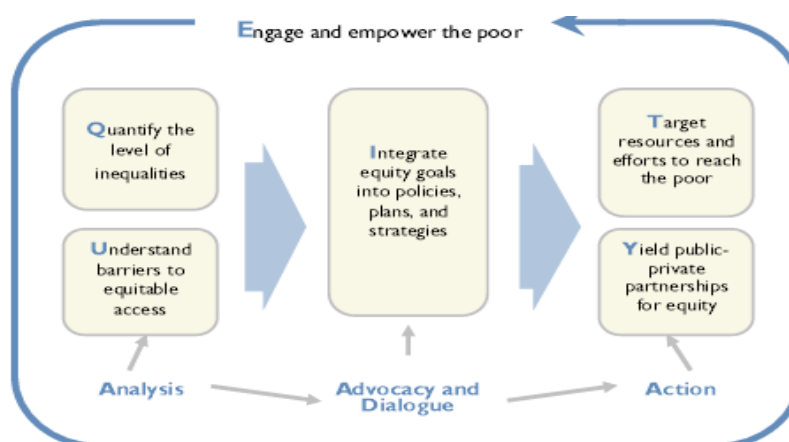 Engage and empower the poor
Quantify the
level of
inequalities
Understand
barriers to
equitable
access
Integrate
equity goals
into policies,
plans, and
strategies
Target
resources and
efforts to reach
the poor
Yield public-
private
partnerships
for equity
Analysis
Advocacy and
Dialogue
Action